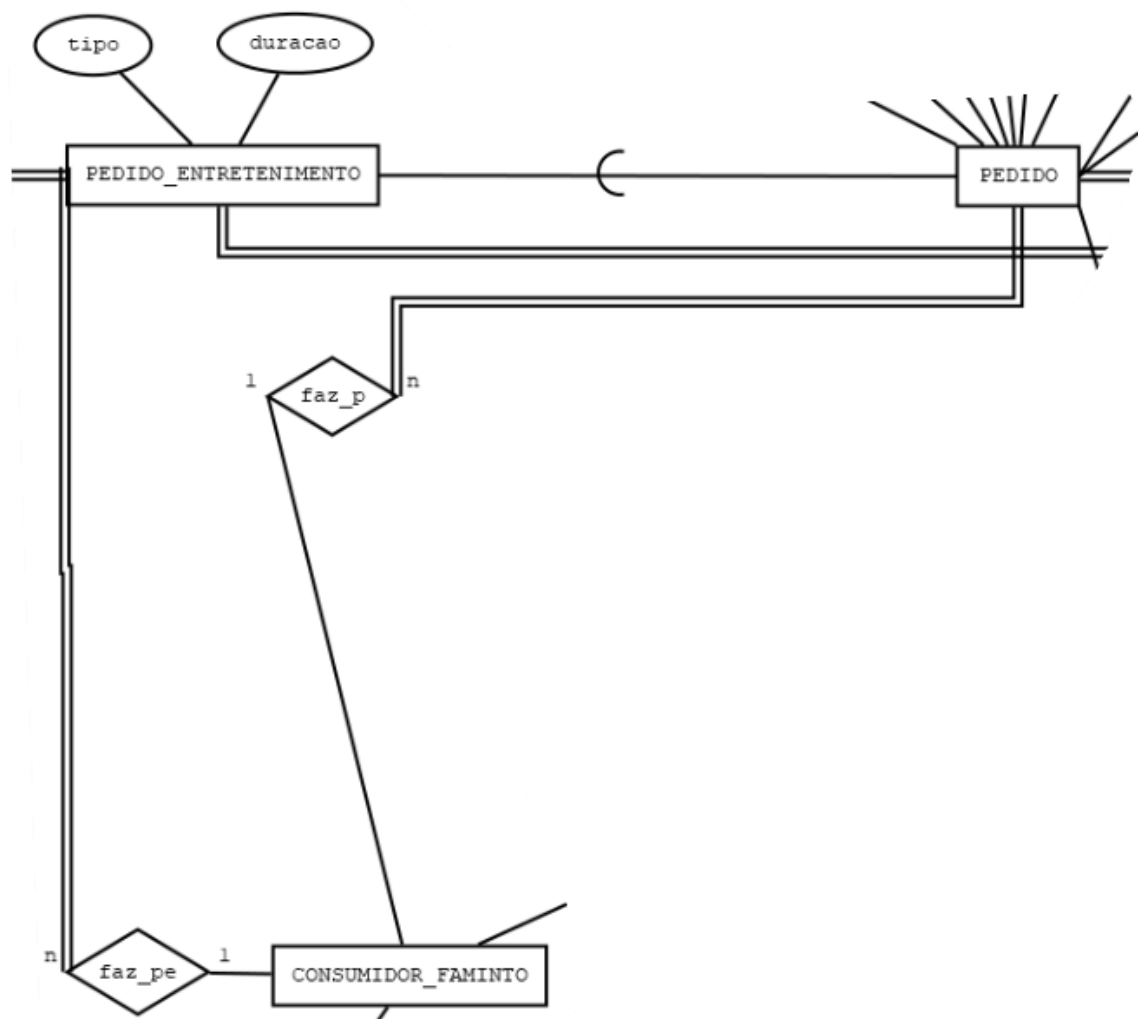 tipo
duracao
PEDIDO_ENTRETENIMENTO
PEDIDO
1
faz_p
n
n
faz_pe
1
CONSUMIDOR_FAMINTO